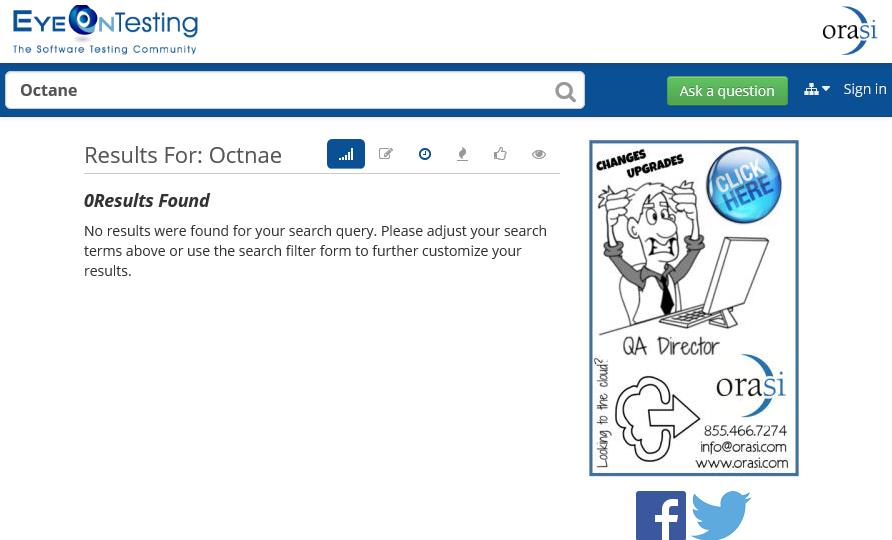 EYEONTESTING
The Software Testing Community
orasi
Octane
Ask a question
Sign in
Results For: Octnae
0Results Found
No results were found for your search query. Please adjust your search
terms above or use the search filter form to further customize your
results.
CHANGES
UPGRADES
CLICK
HERE
QA Director
Looking to the cloud?
orasi
855.466.7274
info@orasi.com
www.orasi.com